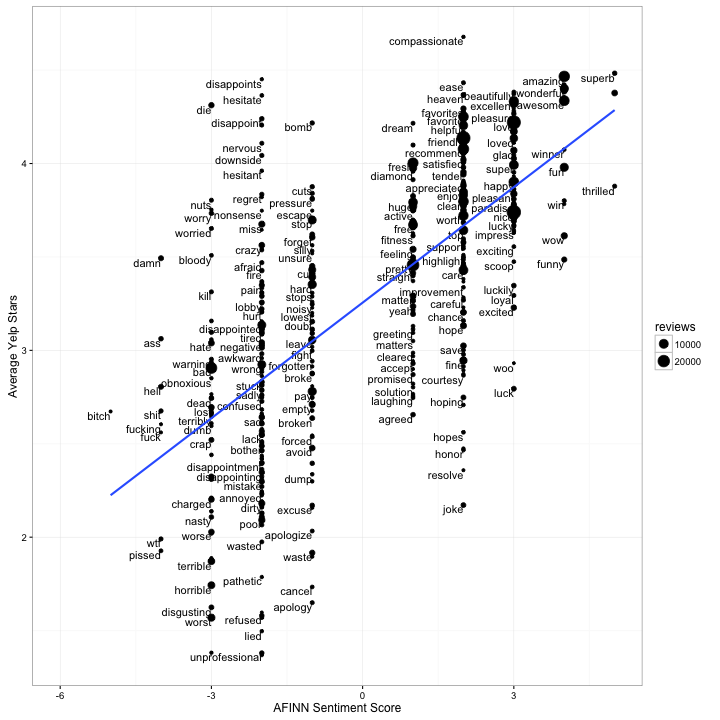 compassionate
disappoints
ease
amazing
superb
hesitate
heaven
beautifully
wonderful
die
excellent
awesome
favorites
pleasure
disappoint
bomb
dream
favorite
love
helpful
nervous
friendly
loved
downside
recommend
glad
winner
fresh
satisfied
super
fun
hesitant
diamond
tender
cuts
appreciated
happy
thrilled
regret
pressure
enjoy
pleasant
nuts
huge
clean
paradise
win
worry
nonsense
escape
active
worth
nice
miss
stop
free
lucky
worried
fitness
top
impress
wow
forget
support
crazy
silly
feeling
exciting
damn
bloody
unsure
highlight
funny
afraid
pretty
scoop
fire
cut
straight
care
kill
pain
hard
improvement
luckily
stops
matter
loyal
lobby
noisy
yeah
careful
excited
hurt
lowest
chance
disappointed
doubt
greeting
hope
ass
hate
negative
tired
leave
matters
save
awkward
fight
cleared
warning
wrong
forgotten
accept
fine
woo
bad
obnoxious
broke
promised
courtesy
hell
stuck
sadly
pay
solution
luck
dead
confused
laughing
hoping
bitch
shit
lost
empty
agreed
terribly
sad
broken
fucking
dumb
fuck
lack
forced
hopes
crap
bother
avoid
honor
disappointment
disappointing
dump
resolve
mistake
charged
annoyed
dirty
excuse
joke
nasty
poor
worse
apologize
wtf
wasted
pissed
waste
terrible
pathetic
horrible
cancel
disgusting
apology
worst
refused
lied
unprofessional
4
3
2
Average Yelp Stars
-6
-3
0
3
AFINN Sentiment Score
reviews
10000
20000